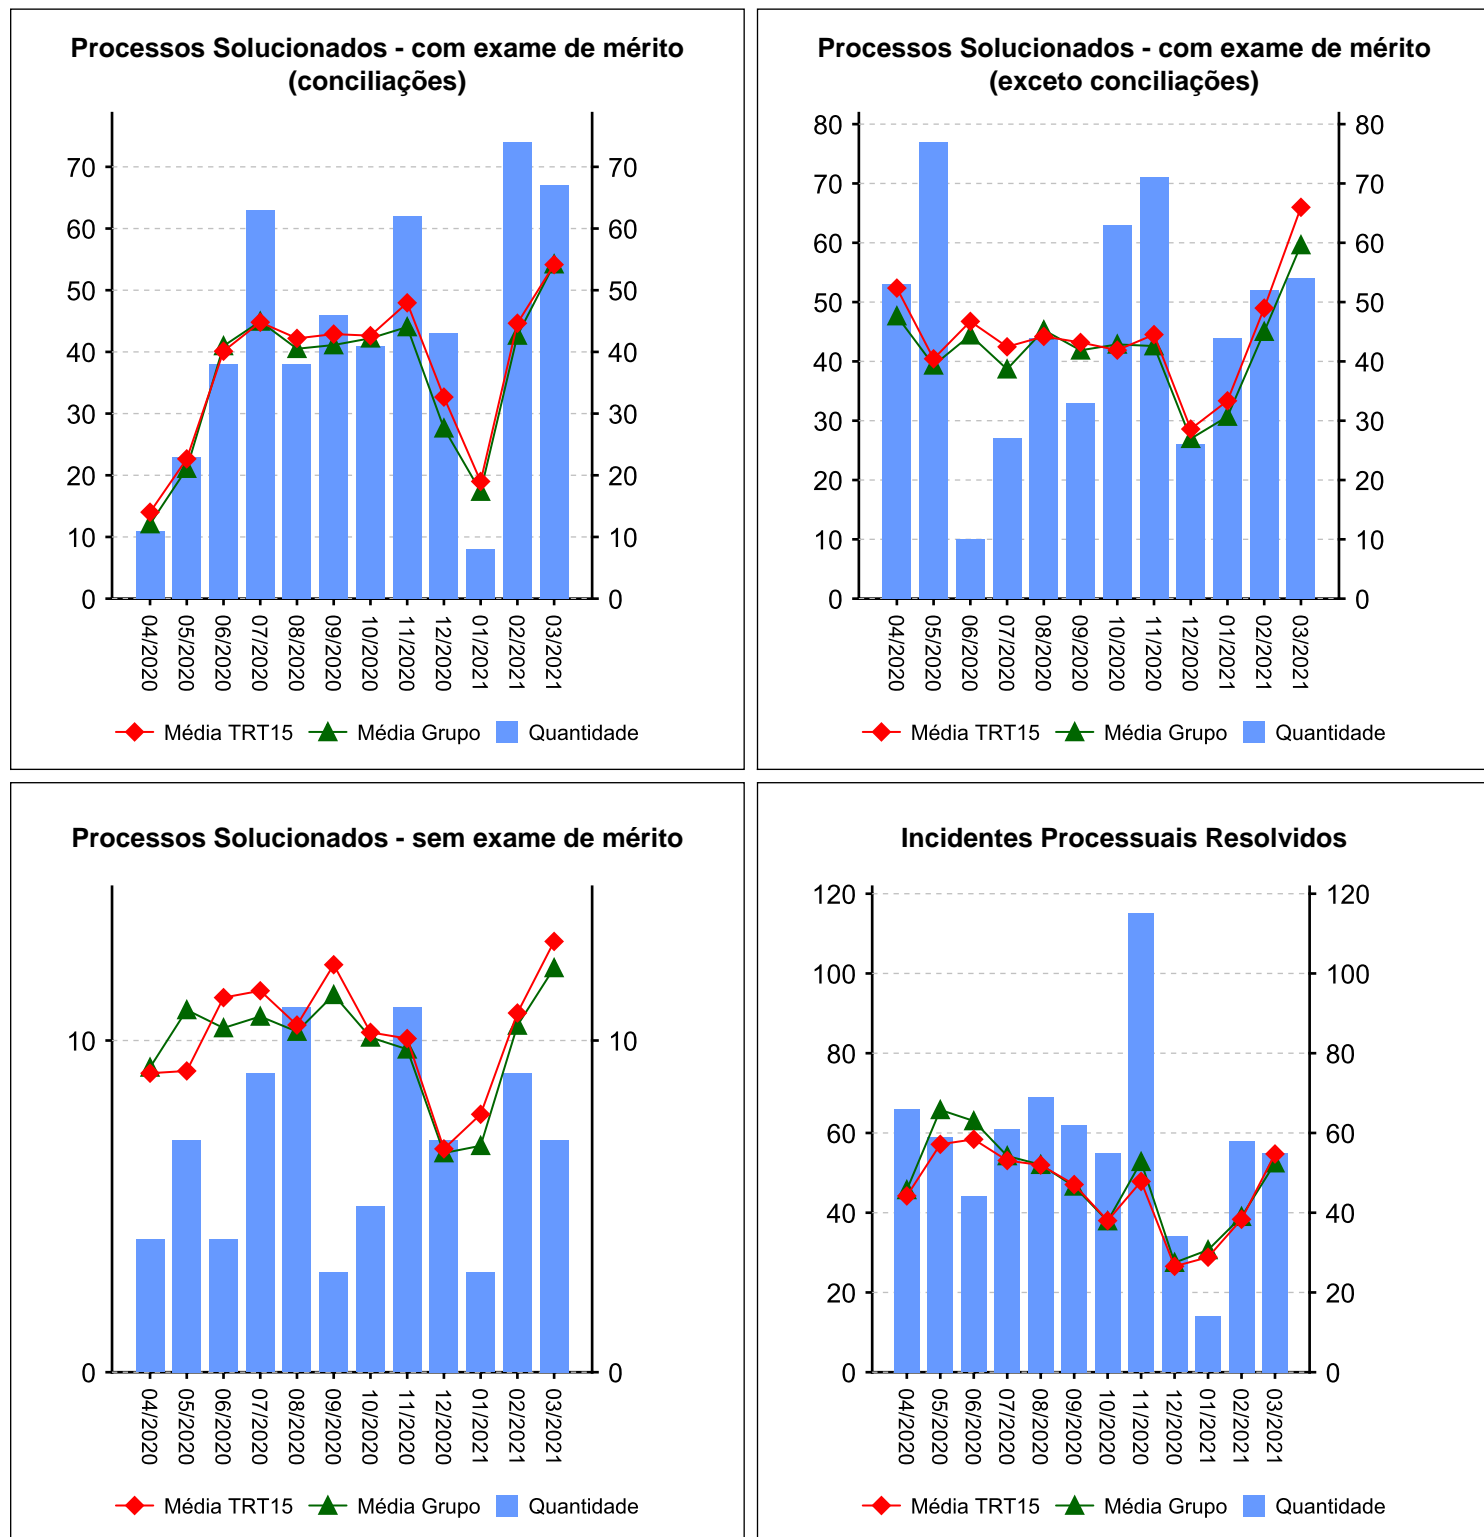 Processos Solucionados - com exame de mérito
(conciliações)
70 70
60 60
50 50
40 40
30 30
20 20
10 10
0 0
04/2020 05/2020 06/2020 07/2020 08/2020 09/2020 10/2020 11/2020 12/2020 01/2021 02/2021 03/2021
Média TRT15 Média Grupo Quantidade
Processos Solucionados - com exame de mérito
(exceto conciliações)
80 80
70 70
60 60
50 50
40 40
30 30
20 20
10 10
0 0
04/2020 05/2020 06/2020 07/2020 08/2020 09/2020 10/2020 11/2020 12/2020 01/2021 02/2021 03/2021
Média TRT15 Média Grupo Quantidade
Processos Solucionados - sem exame de mérito
10 10
0 0
04/2020 05/2020 06/2020 07/2020 08/2020 09/2020 10/2020 11/2020 12/2020 01/2021 02/2021 03/2021
Média TRT15 Média Grupo Quantidade
Incidentes Processuais Resolvidos
120 120
100 100
80 80
60 60
40 40
20 20
0 0
04/2020 05/2020 06/2020 07/2020 08/2020 09/2020 10/2020 11/2020 12/2020 01/2021 02/2021 03/2021
Média TRT15 Média Grupo Quantidade